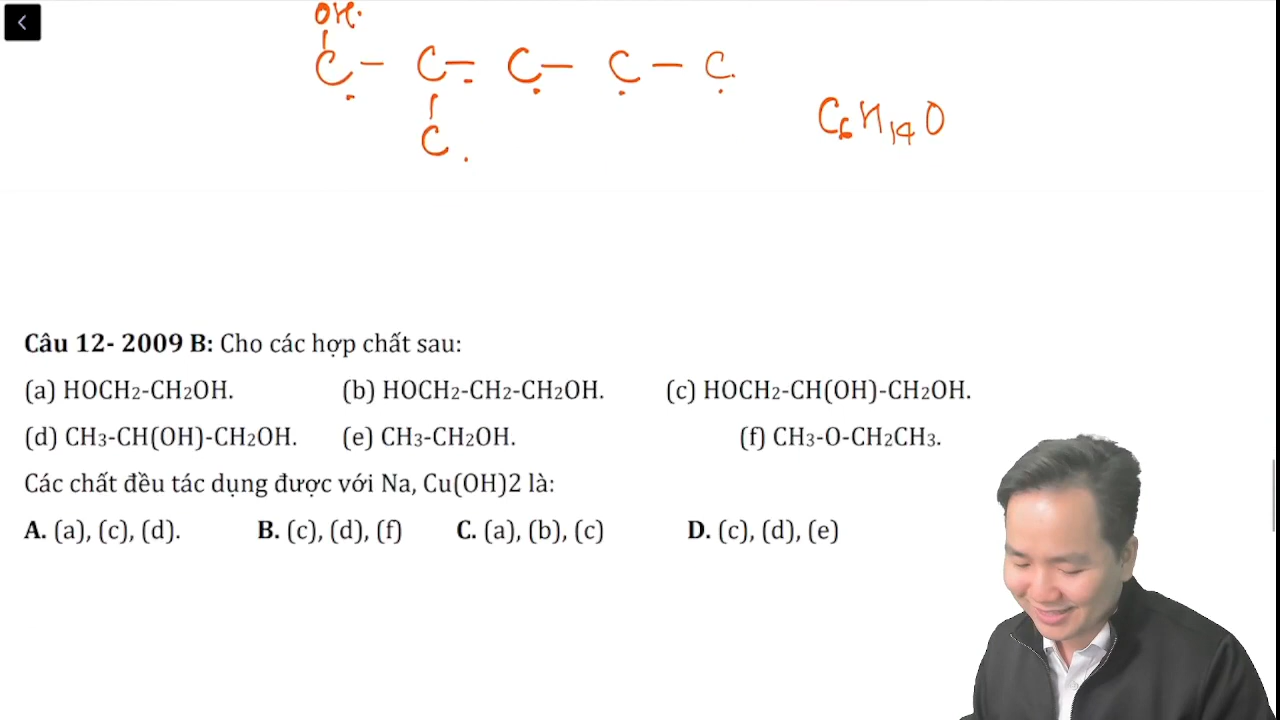 OH.
C - C - C - C - C.
C.
C6H14O
Câu 12- 2009 B: Cho các hợp chất sau:
(a) HOCH2-CH2OH. (b) HOCH2-CH2-CH2OH. (c) HOCH2-CH(OH)-CH2OH.
(d) CH3-CH(OH)-CH2OH. (e) CH3-CH2OH. (f) CH3-O-CH2CH3.
Các chất đều tác dụng được với Na, Cu(OH)2 là:
A. (a), (c), (d). B. (c), (d), (f) C. (a), (b), (c) D. (c), (d), (e)